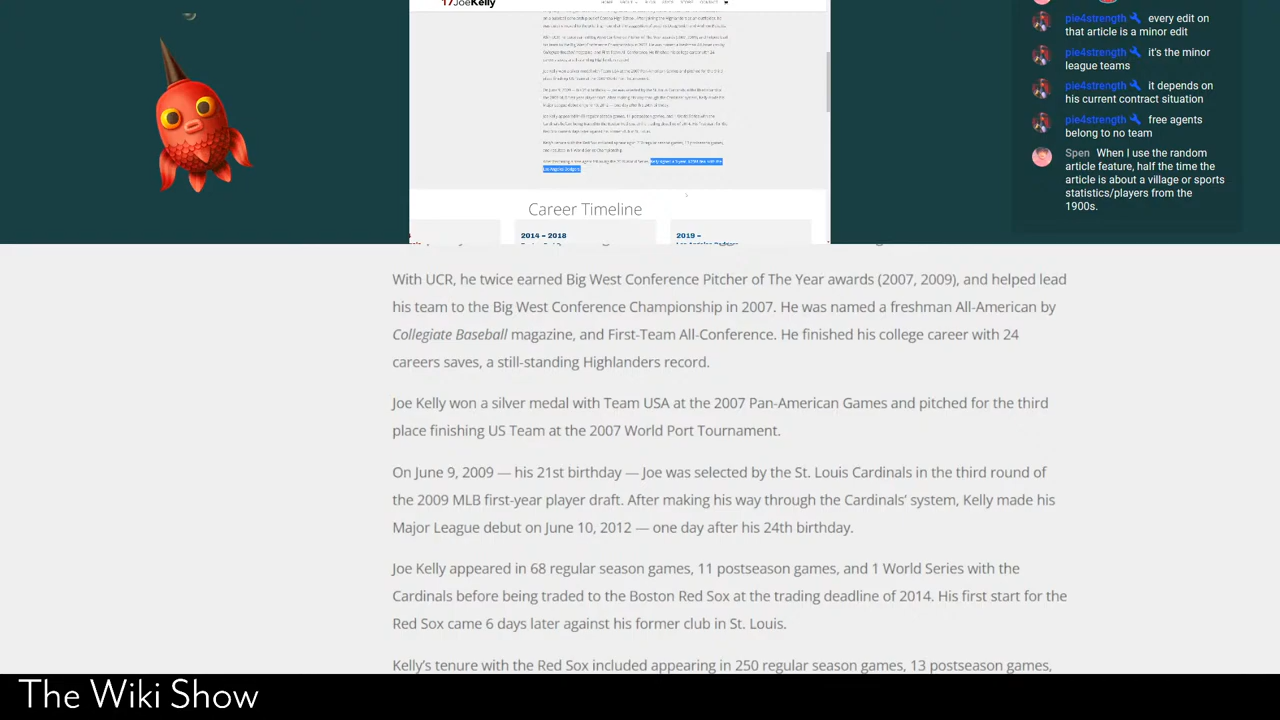 17JoeKelly
HOME
Career Timeline
2014 – 2018
2019 –
pie4strength every edit on
that article is a minor edit
pie4strength it's the minor
league teams
pie4strength it depends on
his current contract situation
pie4strength free agents
belong to no team
Span When I use the random
article feature, half the time the
article is about a village or sports
statistics/players from the
1900s.
With UCR, he twice earned Big West Conference Pitcher of The Year awards (2007, 2009), and helped lead
his team to the Big West Conference Championship in 2007. He was named a freshman All-American by
Collegiate Baseball magazine, and First-Team All-Conference. He finished his college career with 24
careers saves, a still-standing Highlanders record.
Joe Kelly won a silver medal with Team USA at the 2007 Pan-American Games and pitched for the third
place finishing US Team at the 2007 World Port Tournament.
On June 9, 2009 — his 21st birthday — Joe was selected by the St. Louis Cardinals in the third round of
the 2009 MLB first-year player draft. After making his way through the Cardinals' system, Kelly made his
Major League debut on June 10, 2012 — one day after his 24th birthday.
Joe Kelly appeared in 68 regular season games, 11 postseason games, and 1 World Series with the
Cardinals before being traded to the Boston Red Sox at the trading deadline of 2014. His first start for the
Red Sox came 6 days later against his former club in St. Louis.
Kelly's tenure with the Red Sox included appearing in 250 regular season games, 13 postseason games,
The Wiki Show